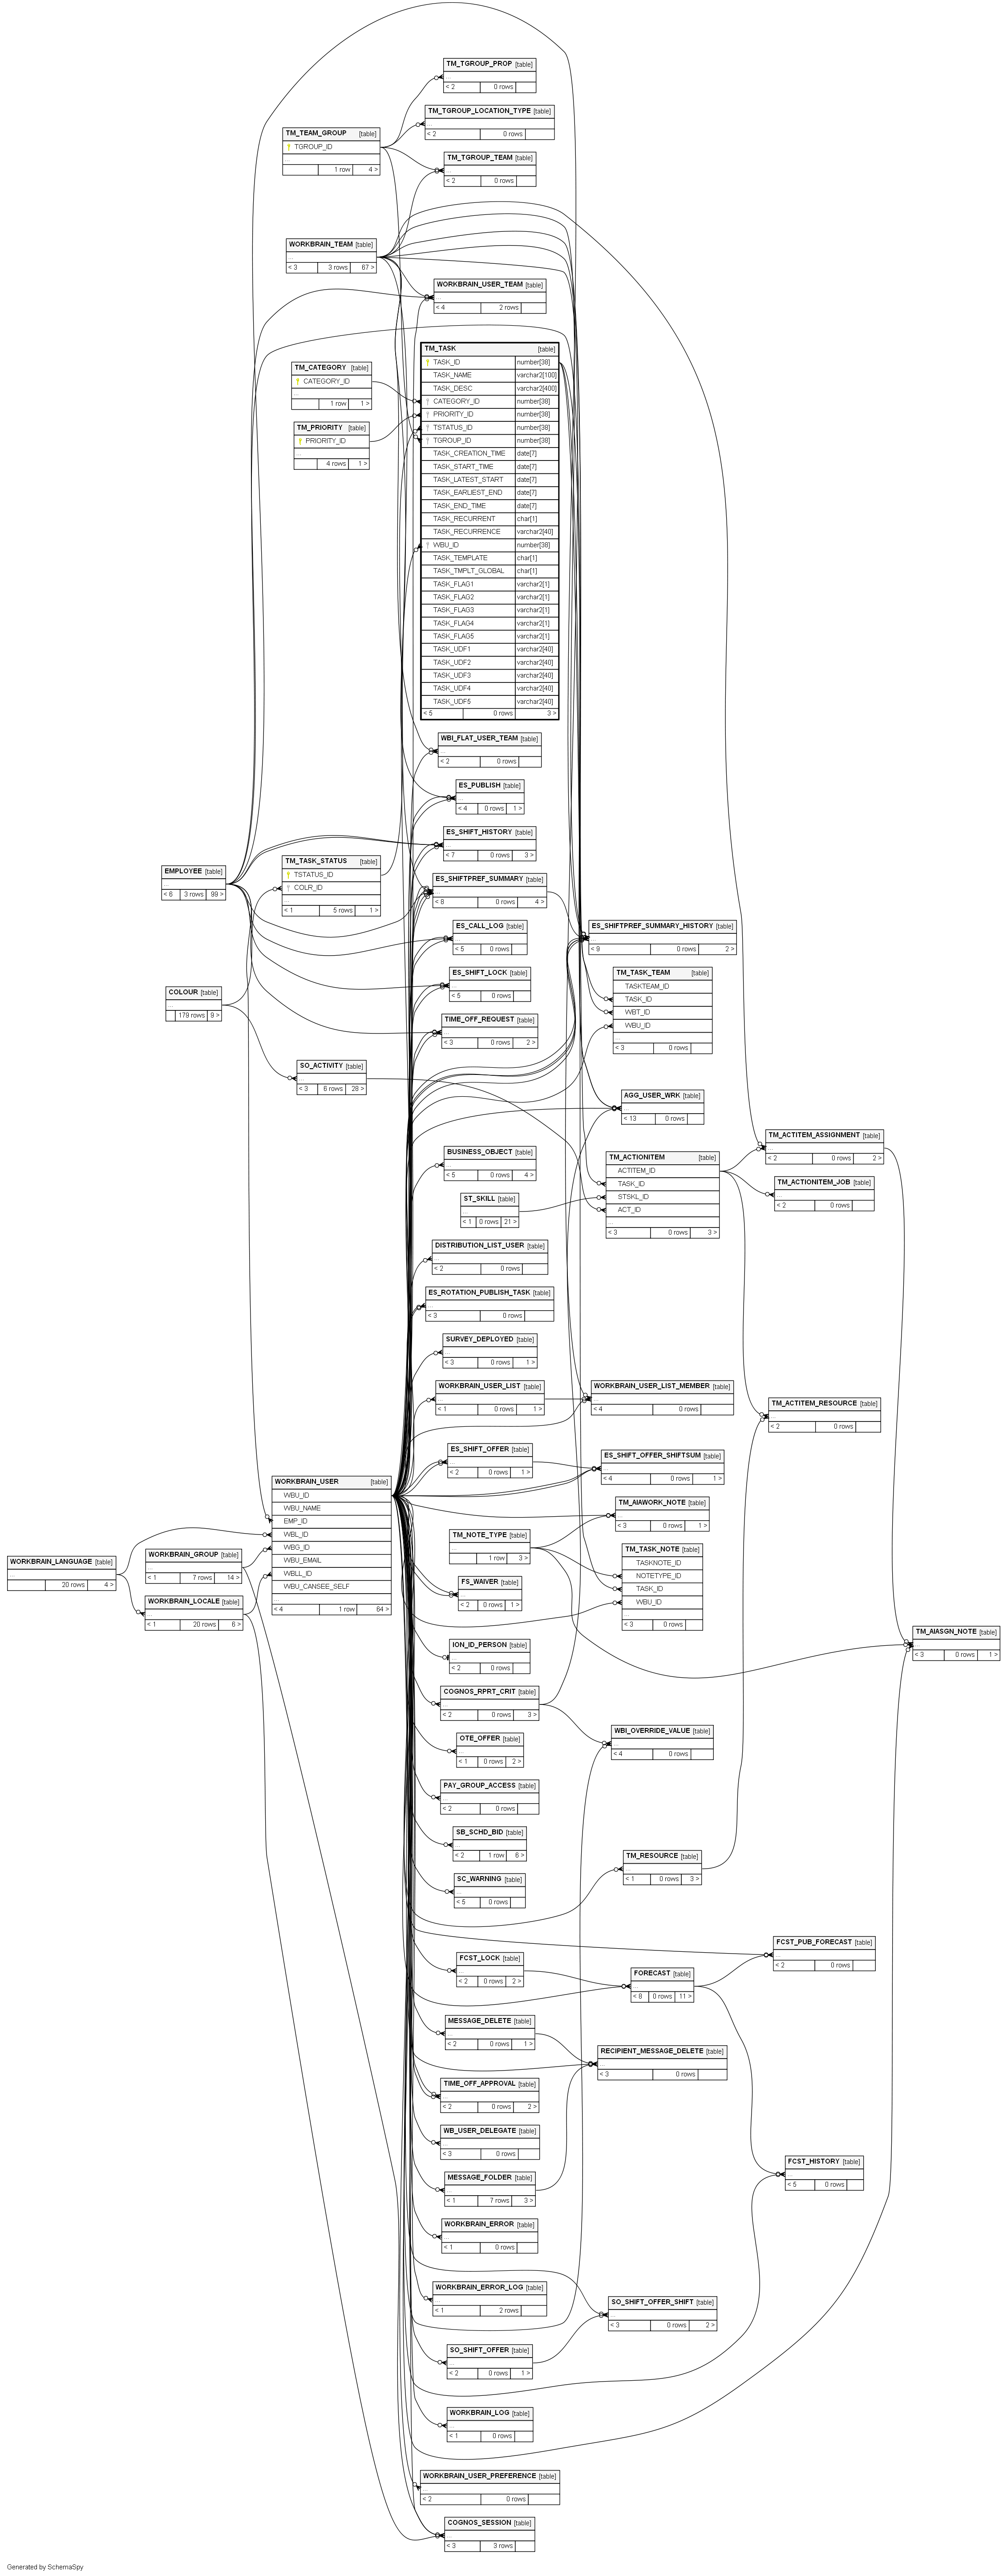 TM_TGROUP_PROP [table]
...
< 2 0 rows
TM_TGROUP_LOCATION_TYPE [table]
...
< 2 0 rows
TM_TEAM_GROUP [table]
TGROUP_ID
...
1 row 4 >
TM_TGROUP_TEAM [table]
...
< 2 0 rows
WORKBRAIN_TEAM [table]
...
< 3 3 rows 67 >
WORKBRAIN_USER_TEAM [table]
...
< 4 2 rows
TM_TASK [table]
TASK_ID number[38]
TASK_NAME varchar2[100]
TASK_DESC varchar2[400]
CATEGORY_ID number[38]
PRIORITY_ID number[38]
TSTATUS_ID number[38]
TGROUP_ID number[38]
TASK_CREATION_TIME date[7]
TASK_START_TIME date[7]
TASK_LATEST_START date[7]
TASK_EARLIEST_END date[7]
TASK_END_TIME date[7]
TASK_RECURRENT char[1]
TASK_RECURRENCE varchar2[40]
WBU_ID number[38]
TASK_TEMPLATE char[1]
TASK_TMPLT_GLOBAL char[1]
TASK_FLAG1 varchar2[1]
TASK_FLAG2 varchar2[1]
TASK_FLAG3 varchar2[1]
TASK_FLAG4 varchar2[1]
TASK_FLAG5 varchar2[1]
TASK_UDF1 varchar2[40]
TASK_UDF2 varchar2[40]
TASK_UDF3 varchar2[40]
TASK_UDF4 varchar2[40]
TASK_UDF5 varchar2[40]
< 5 0 rows 3 >
TM_CATEGORY [table]
CATEGORY_ID
...
1 row 1 >
TM_PRIORITY [table]
PRIORITY_ID
...
4 rows 1 >
WBI_FLAT_USER_TEAM [table]
...
< 2 0 rows
ES_PUBLISH [table]
...
< 4 0 rows 1 >
ES_SHIFT_HISTORY [table]
...
< 7 0 rows 3 >
TM_TASK_STATUS [table]
TSTATUS_ID
COLR_ID
...
< 1 5 rows 1 >
EMPLOYEE [table]
...
< 6 3 rows 99 >
ES_SHIFTPREF_SUMMARY [table]
...
< 8 0 rows 4 >
ES_CALL_LOG [table]
...
< 5 0 rows
ES_SHIFTPREF_SUMMARY_HISTORY [table]
...
< 9 0 rows 2 >
ES_SHIFT_LOCK [table]
...
< 5 0 rows
TM_TASK_TEAM [table]
TASKTEAM_ID
TASK_ID
WBT_ID
WBU_ID
...
< 3 0 rows
COLOUR [table]
...
179 rows 9 >
TIME_OFF_REQUEST [table]
...
< 3 0 rows 2 >
SO_ACTIVITY [table]
...
< 3 6 rows 28 >
AGG_USER_WRK [table]
...
< 13 0 rows
TM_ACTITEM_ASSIGNMENT [table]
...
< 2 0 rows 2 >
BUSINESS_OBJECT [table]
...
< 5 0 rows 4 >
TM_ACTIONITEM [table]
ACTITEM_ID
TASK_ID
STSKL_ID
ACT_ID
...
< 3 0 rows 3 >
TM_ACTIONITEM_JOB [table]
...
< 2 0 rows
ST_SKILL [table]
...
< 1 0 rows 21 >
DISTRIBUTION_LIST_USER [table]
...
< 2 0 rows
ES_ROTATION_PUBLISH_TASK [table]
...
< 3 0 rows
SURVEY_DEPLOYED [table]
...
< 3 0 rows 1 >
WORKBRAIN_USER_LIST [table]
...
< 1 0 rows 1 >
WORKBRAIN_USER_LIST_MEMBER [table]
...
< 4 0 rows
TM_ACTITEM_RESOURCE [table]
...
< 2 0 rows
ES_SHIFT_OFFER [table]
...
< 2 0 rows 1 >
ES_SHIFT_OFFER_SHIFTSUM [table]
...
< 4 0 rows 1 >
WORKBRAIN_USER [table]
WBU_ID
WBU_NAME
EMP_ID
WBL_ID
WBG_ID
WBU_EMAIL
WBLL_ID
WBU_CANSEE_SELF
...
< 4 1 row 64 >
TM_AIAWORK_NOTE [table]
...
< 3 0 rows 1 >
TM_NOTE_TYPE [table]
...
1 row 3 >
TM_TASK_NOTE [table]
TASKNOTE_ID
NOTETYPE_ID
TASK_ID
WBU_ID
...
< 3 0 rows
WORKBRAIN_LANGUAGE [table]
...
20 rows 4 >
WORKBRAIN_GROUP [table]
...
< 1 7 rows 14 >
WORKBRAIN_LOCALE [table]
...
< 1 20 rows 6 >
FS_WAIVER [table]
...
< 2 0 rows 1 >
TM_AIASGN_NOTE [table]
...
< 3 0 rows 1 >
ION_ID_PERSON [table]
...
< 2 0 rows
COGNOS_RPRT_CRIT [table]
...
< 2 0 rows 3 >
WBI_OVERRIDE_VALUE [table]
...
< 4 0 rows
OTE_OFFER [table]
...
< 1 0 rows 2 >
PAY_GROUP_ACCESS [table]
...
< 2 0 rows
SB_SCHD_BID [table]
...
< 2 1 row 6 >
TM_RESOURCE [table]
...
< 1 0 rows 3 >
SC_WARNING [table]
...
< 5 0 rows
FCST_PUB_FORECAST [table]
...
< 2 0 rows
FCST_LOCK [table]
...
< 2 0 rows 2 >
FORECAST [table]
...
< 8 0 rows 11 >
MESSAGE_DELETE [table]
...
< 2 0 rows 1 >
RECIPIENT_MESSAGE_DELETE [table]
...
< 3 0 rows
TIME_OFF_APPROVAL [table]
...
< 2 0 rows 2 >
WB_USER_DELEGATE [table]
...
< 3 0 rows
FCST_HISTORY [table]
...
< 5 0 rows
MESSAGE_FOLDER [table]
...
< 1 7 rows 3 >
WORKBRAIN_ERROR [table]
...
< 1 0 rows
WORKBRAIN_ERROR_LOG [table]
...
< 1 2 rows
SO_SHIFT_OFFER_SHIFT [table]
...
< 3 0 rows 2 >
SO_SHIFT_OFFER [table]
...
< 2 0 rows 1 >
WORKBRAIN_LOG [table]
...
< 1 0 rows
WORKBRAIN_USER_PREFERENCE [table]
...
< 2 0 rows
COGNOS_SESSION [table]
...
< 3 3 rows
Generated by SchemaSpy